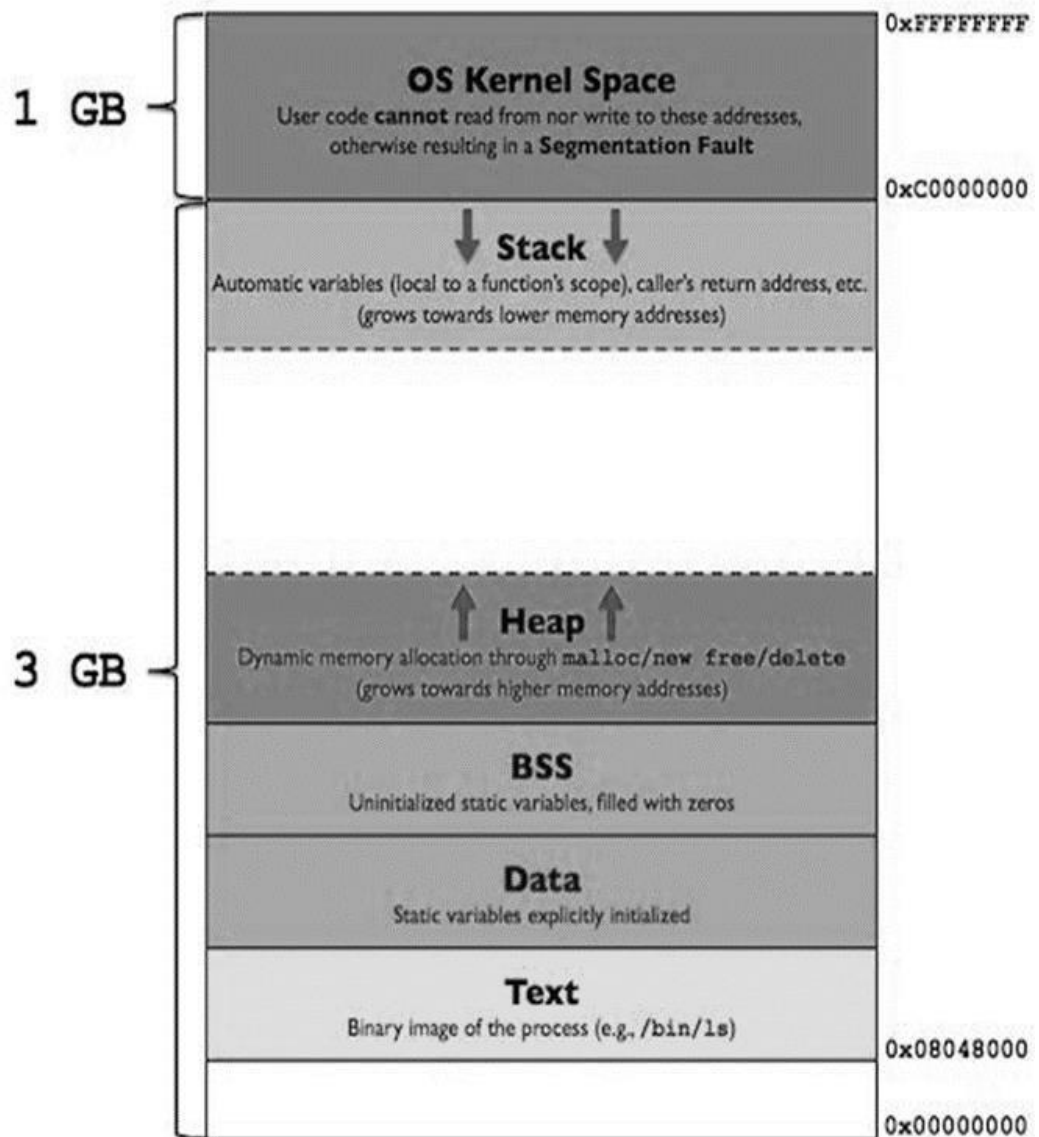 0xFFFFFFFF
OS Kernel Space
1 GB
User code cannot read from nor write to these addresses,
otherwise resulting in a Segmentation Fault
0xC0000000
Stack
Automatic variables (local to a function's scope), caller's return address, etc.
(grows towards lower memory addresses)
Heap
3 GB
Dynamic memory allocation through malloc/new free/delete
(grows towards higher memory addresses)
BSS
Uninitialized static variables, filled with zeros
Data
Static variables explicitly initialized
Text
Binary image of the process (e.g., /bin/ls)
0x08048000
0x00000000